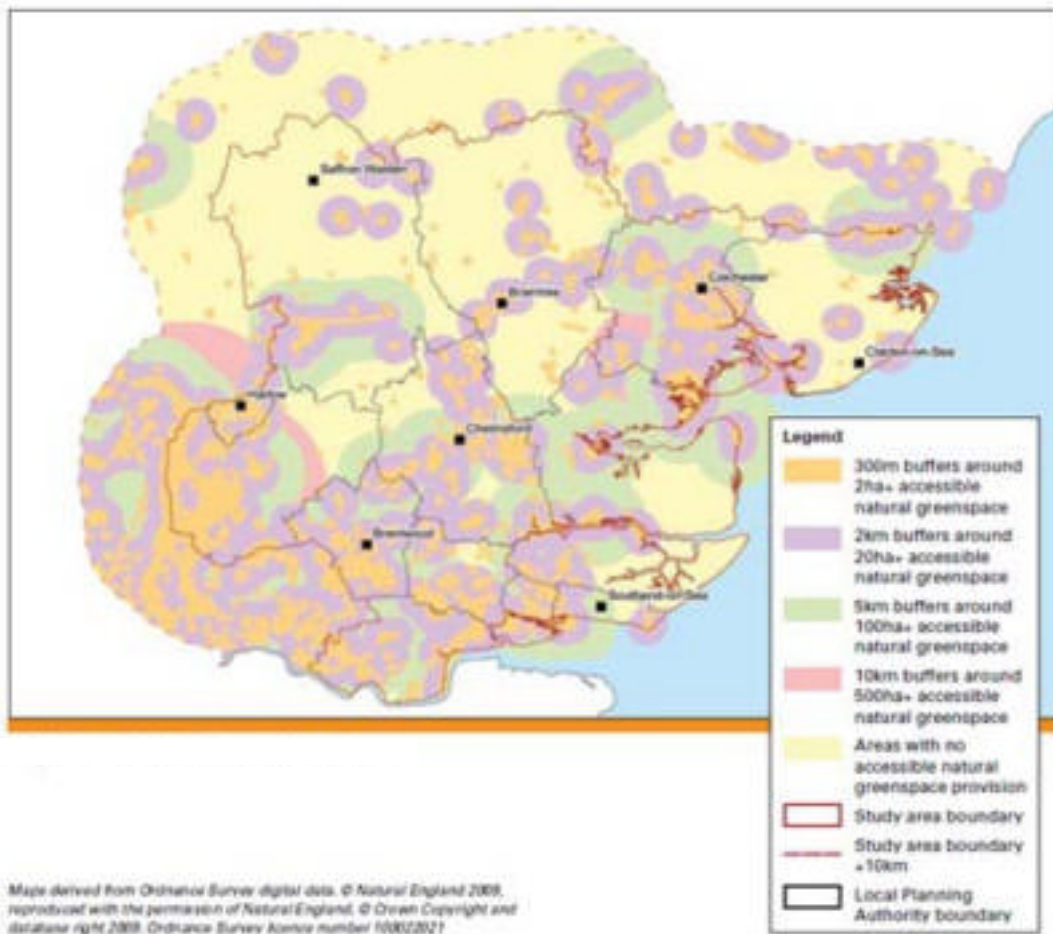 Saffron Walden
Colchester
Braintree
Clacton-on-Sea
Harlow
Chelmsford
Brentwood
Southend-on-Sea
Legend
300m buffers around
2ha+ accessible
natural greenspace
2km buffers around
20ha+ accessible
natural greenspace
5km buffers around
100ha+ accessible
natural greenspace
10km buffers around
500ha+ accessible
natural greenspace
Areas with no
accessible natural
greenspace provision
Study area boundary
Study area boundary
+10km
Local Planning
Authority boundary
Maps derived from Ordnance Survey digital data. © Natural England 2009,
reproduced with the permission of Natural England, © Crown Copyright and
database right 2009. Ordnance Survey licence number 100022021